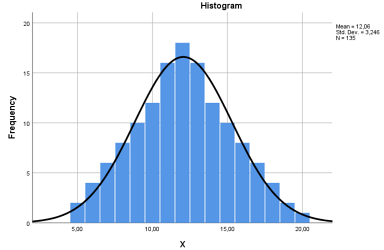 Histogram
Mean = 12,06
Std. Dev. = 3,246
N = 135
Frequency
20
15
10
5
0
5,00 10,00 15,00 20,00
X